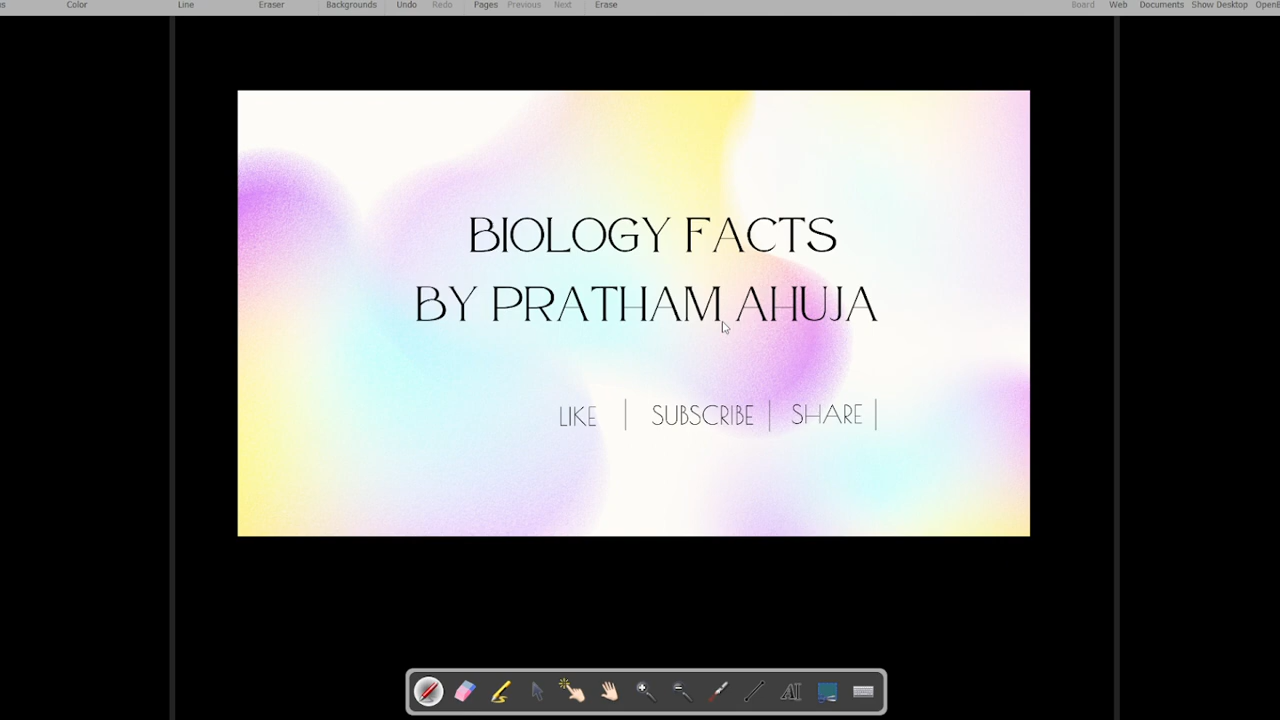 Color Line Eraser Backgrounds Undo Redo Pages Previous Next Erase Board Web Documents Show Desktop
BIOLOGY FACTS
BY PRATHAM AHUJA
LIKE | SUBSCRIBE | SHARE |